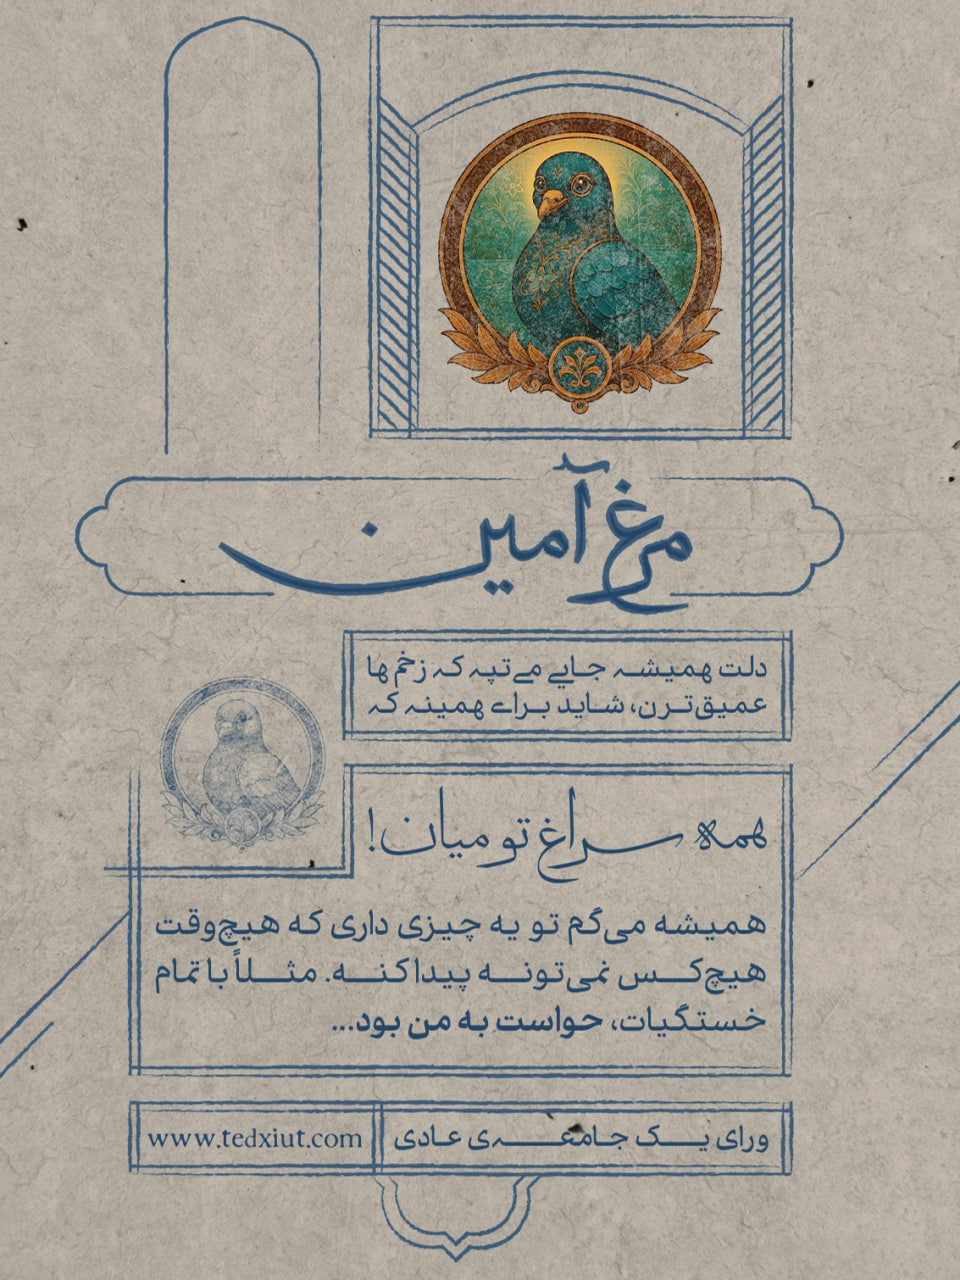 مرغ آمین
دلت همیشه جایی می‌تپه که زخم ها
عمیق‌ترن، شاید برای همینه که
همه سراغ تو میان!
همیشه می‌گم تو یه چیزی داری که هیچ‌وقت
هیچ‌کس نمی‌تونه پیدا کنه. مثلاً با تمام
خستگیات، حواست به من بود...
ورای یک جامعه‌ی عادی
www.tedxiut.com